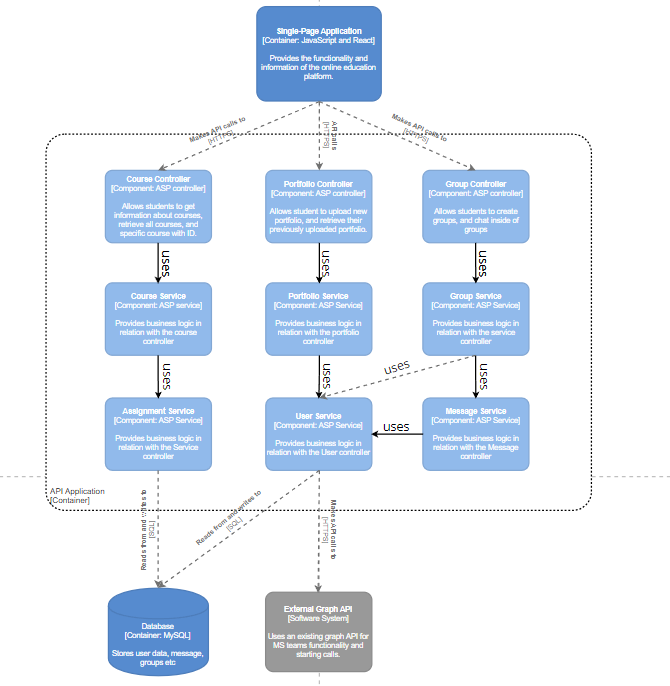 Single-Page Application
[Container: JavaScript and React]
Provides the functionality and
information of the online education
platform.
Makes API calls to
[HTTPS]
API calls
[HTTPS]
Makes API calls to
[HTTPS]
Course Controller
[Component: ASP controller]
Allows students to get
information about courses,
retrieve all courses, and
specific course with ID.
Portfolio Controller
[Component: ASP controller]
Allows student to upload new
portfolio, and retrieve their
previously uploaded portfolio.
Group Controller
[Component: ASP controller]
Allows students to create
groups, and chat inside of
groups
uses
uses
uses
Course Service
[Component: ASP service]
Provides business logic in
relation with the course
controller
Portfolio Service
[Component: ASP Service]
Provides business logic in
relation with the portfolio
controller
Group Service
[Component: ASP Service]
Provides business logic in
relation with the service
controller
uses
uses
uses
uses
Assignment Service
[Component: ASP Service]
Provides business logic in
relation with the Service
controller
User Service
[Component: ASP Service]
Provides business logic in
relation with the User controller
uses
Message Service
[Component: ASP Service]
Provides business logic in
relation with the Message
controller
API Application
[Container]
Reads from and writes to
[SQL]
Reads from and writes to
[SQL]
Makes API calls to
[HTTPS]
Database
[Container: MySQL]
Stores user data, message,
groups etc
External Graph API
[Software System]
Uses an existing graph API for
MS teams functionality and
starting calls.